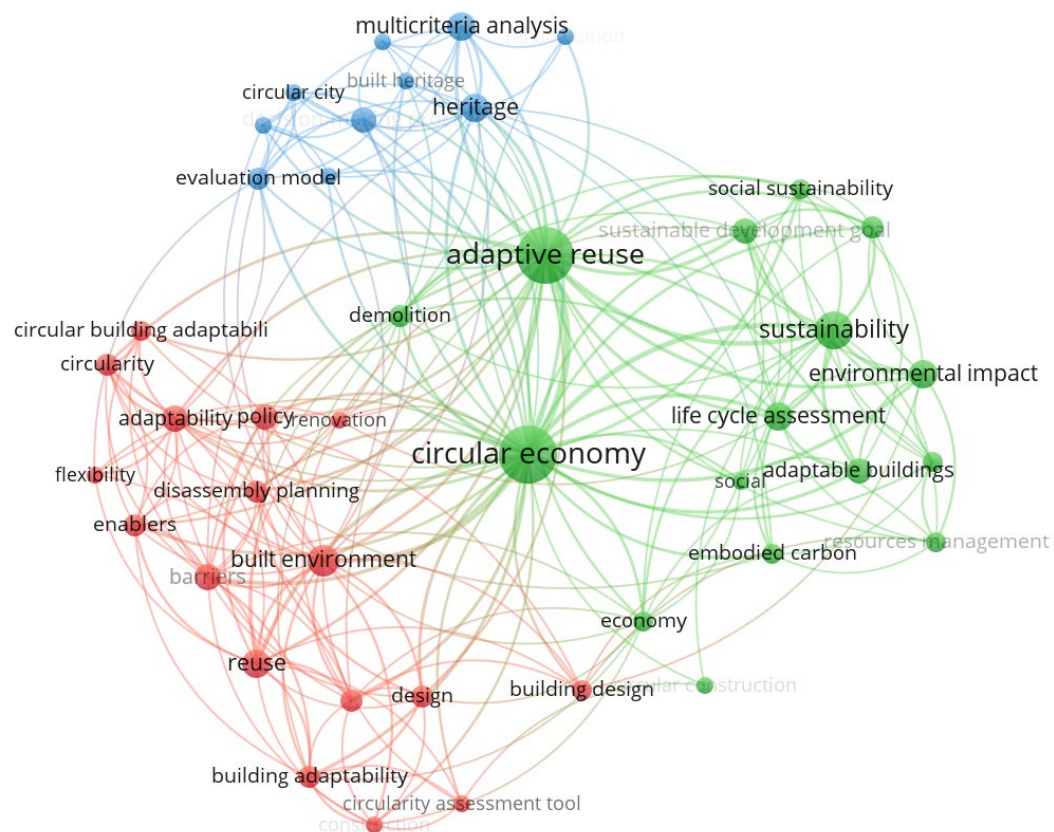 multicriteria analysis
built heritage
circular city
heritage
evaluation model
social sustainability
sustainable development goal
adaptive reuse
demolition
circular building adaptabili
sustainability
circularity
environmental impact
adaptability
policy
renovation
life cycle assessment
circular economy
flexibility
disassembly planning
social
adaptable buildings
enablers
resources management
built environment
embodied carbon
barriers
economy
reuse
design
building design
construction
building adaptability
circularity assessment tool
construction